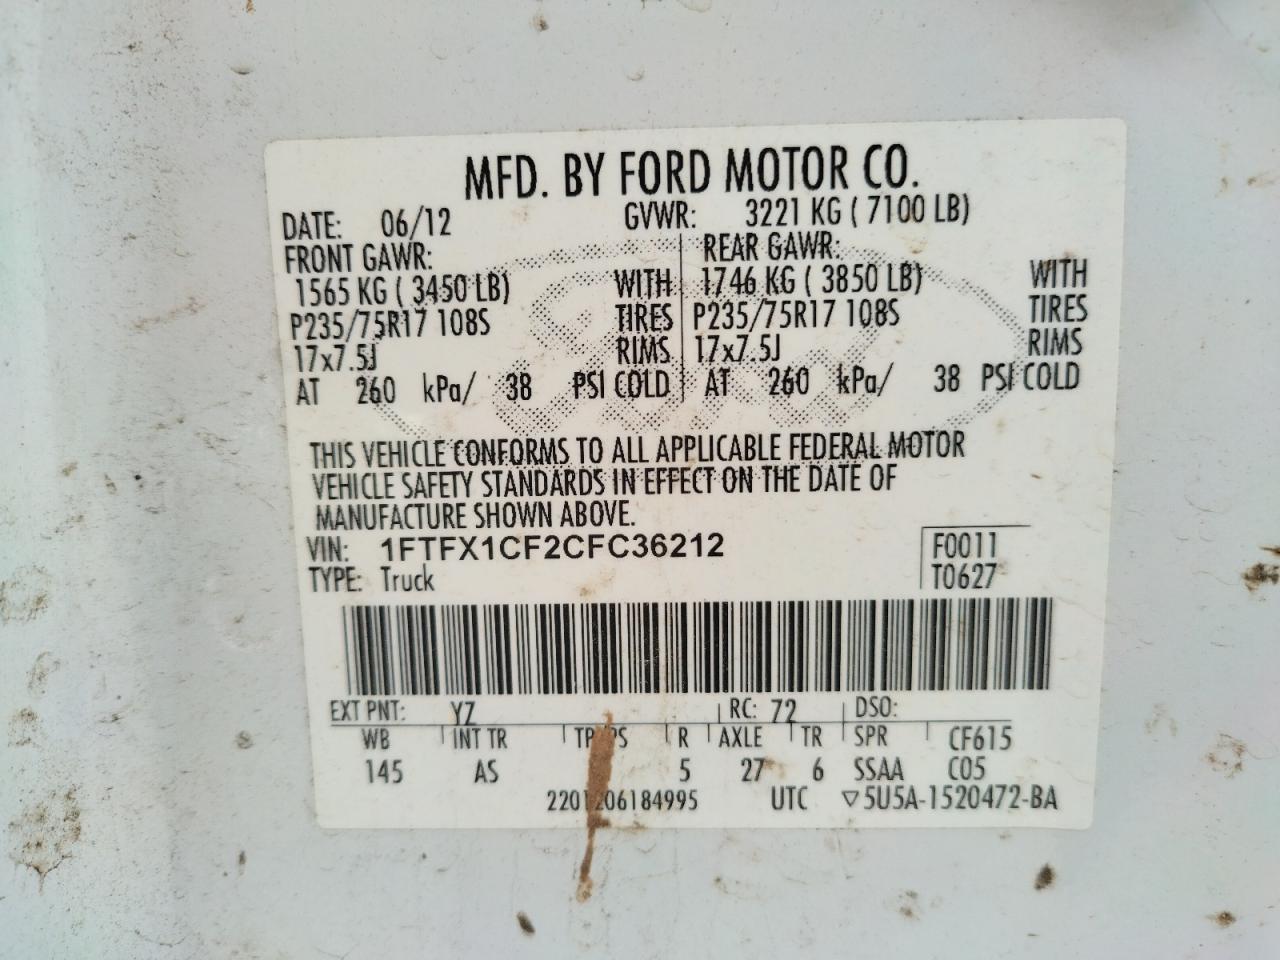 MFD. BY FORD MOTOR CO.
DATE: 06/12 GVWR: 3221 KG ( 7100 LB)
FRONT GAWR: REAR GAWR:
1565 KG ( 3450 LB) WITH 1746 KG ( 3850 LB) WITH
P235/75R17 108S TIRES P235/75R17 108S TIRES
17x7.5J RIMS 17x7.5J RIMS
AT 260 kPa/ 38 PSI COLD AT 260 kPa/ 38 PSI COLD
THIS VEHICLE CONFORMS TO ALL APPLICABLE FEDERAL MOTOR
VEHICLE SAFETY STANDARDS IN EFFECT ON THE DATE OF
MANUFACTURE SHOWN ABOVE.
VIN: 1FTFX1CF2CFC36212 F0011
TYPE: Truck T0627
EXT PNT: YZ RC: 72 DSO:
WB INT TR R AXLE TR SPR CF615
145 AS 5 27 6 SSAA C05
UTC ▽5U5A-1520472-BA